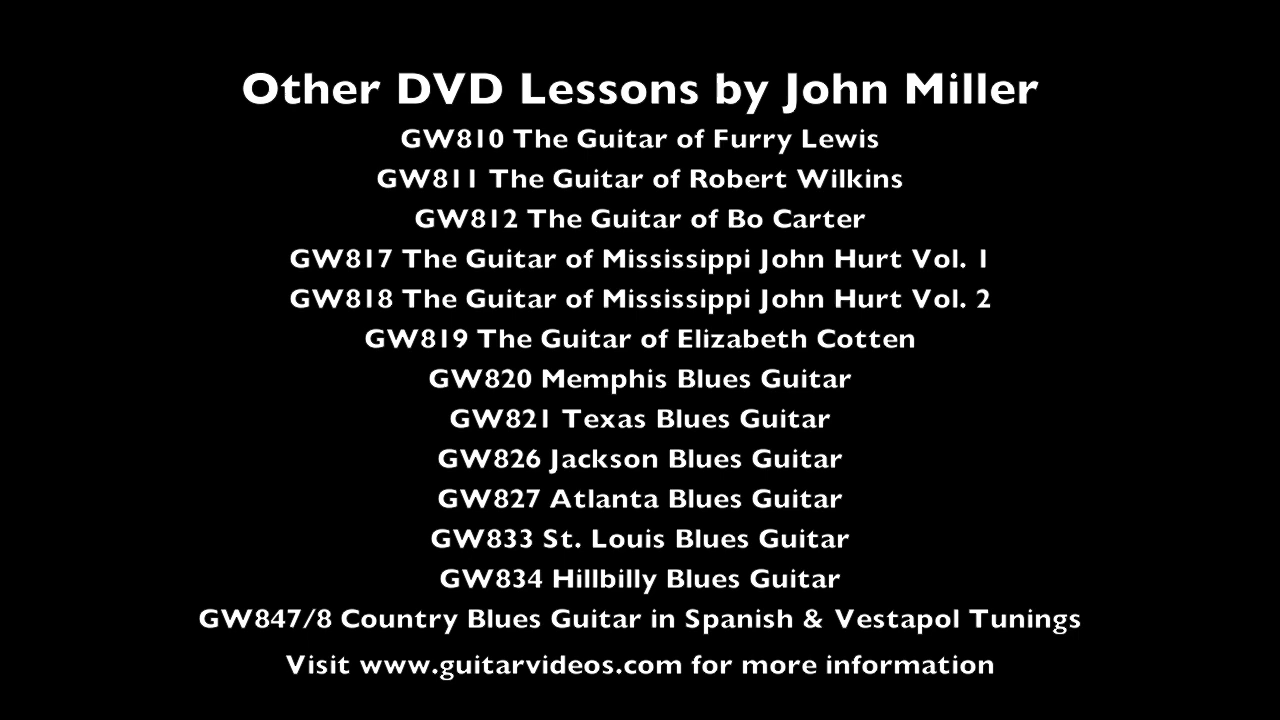 Other DVD Lessons by John Miller
GW810 The Guitar of Furry Lewis
GW811 The Guitar of Robert Wilkins
GW812 The Guitar of Bo Carter
GW817 The Guitar of Mississippi John Hurt Vol. 1
GW818 The Guitar of Mississippi John Hurt Vol. 2
GW819 The Guitar of Elizabeth Cotten
GW820 Memphis Blues Guitar
GW821 Texas Blues Guitar
GW826 Jackson Blues Guitar
GW827 Atlanta Blues Guitar
GW833 St. Louis Blues Guitar
GW834 Hillbilly Blues Guitar
GW847/8 Country Blues Guitar in Spanish & Vestapol Tunings
Visit www.guitarvideos.com for more information